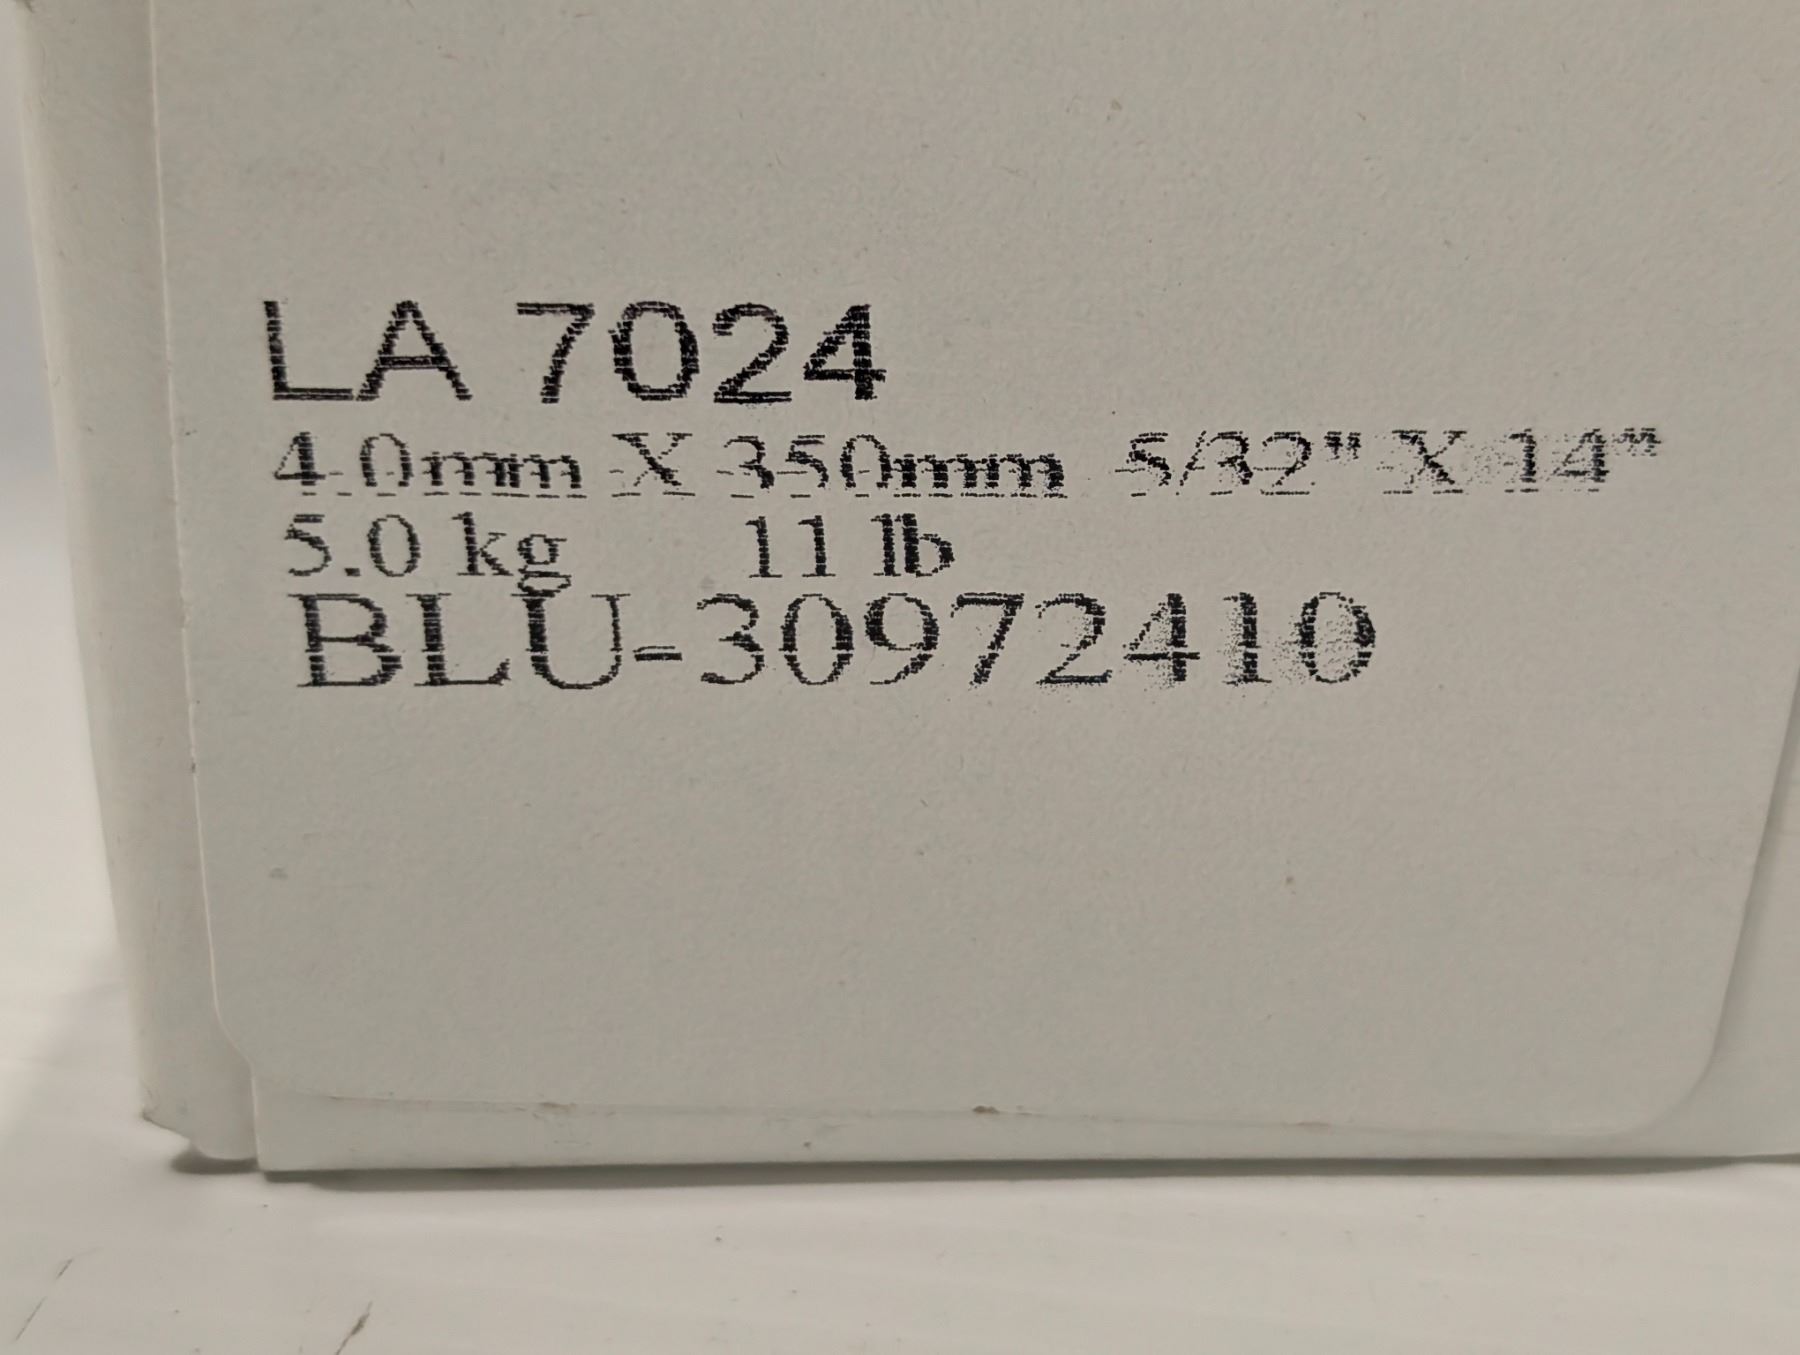 LA 7024
4.0mm X 350mm 5/32" X 14"
5.0 kg 11 lb
BLU-30972410